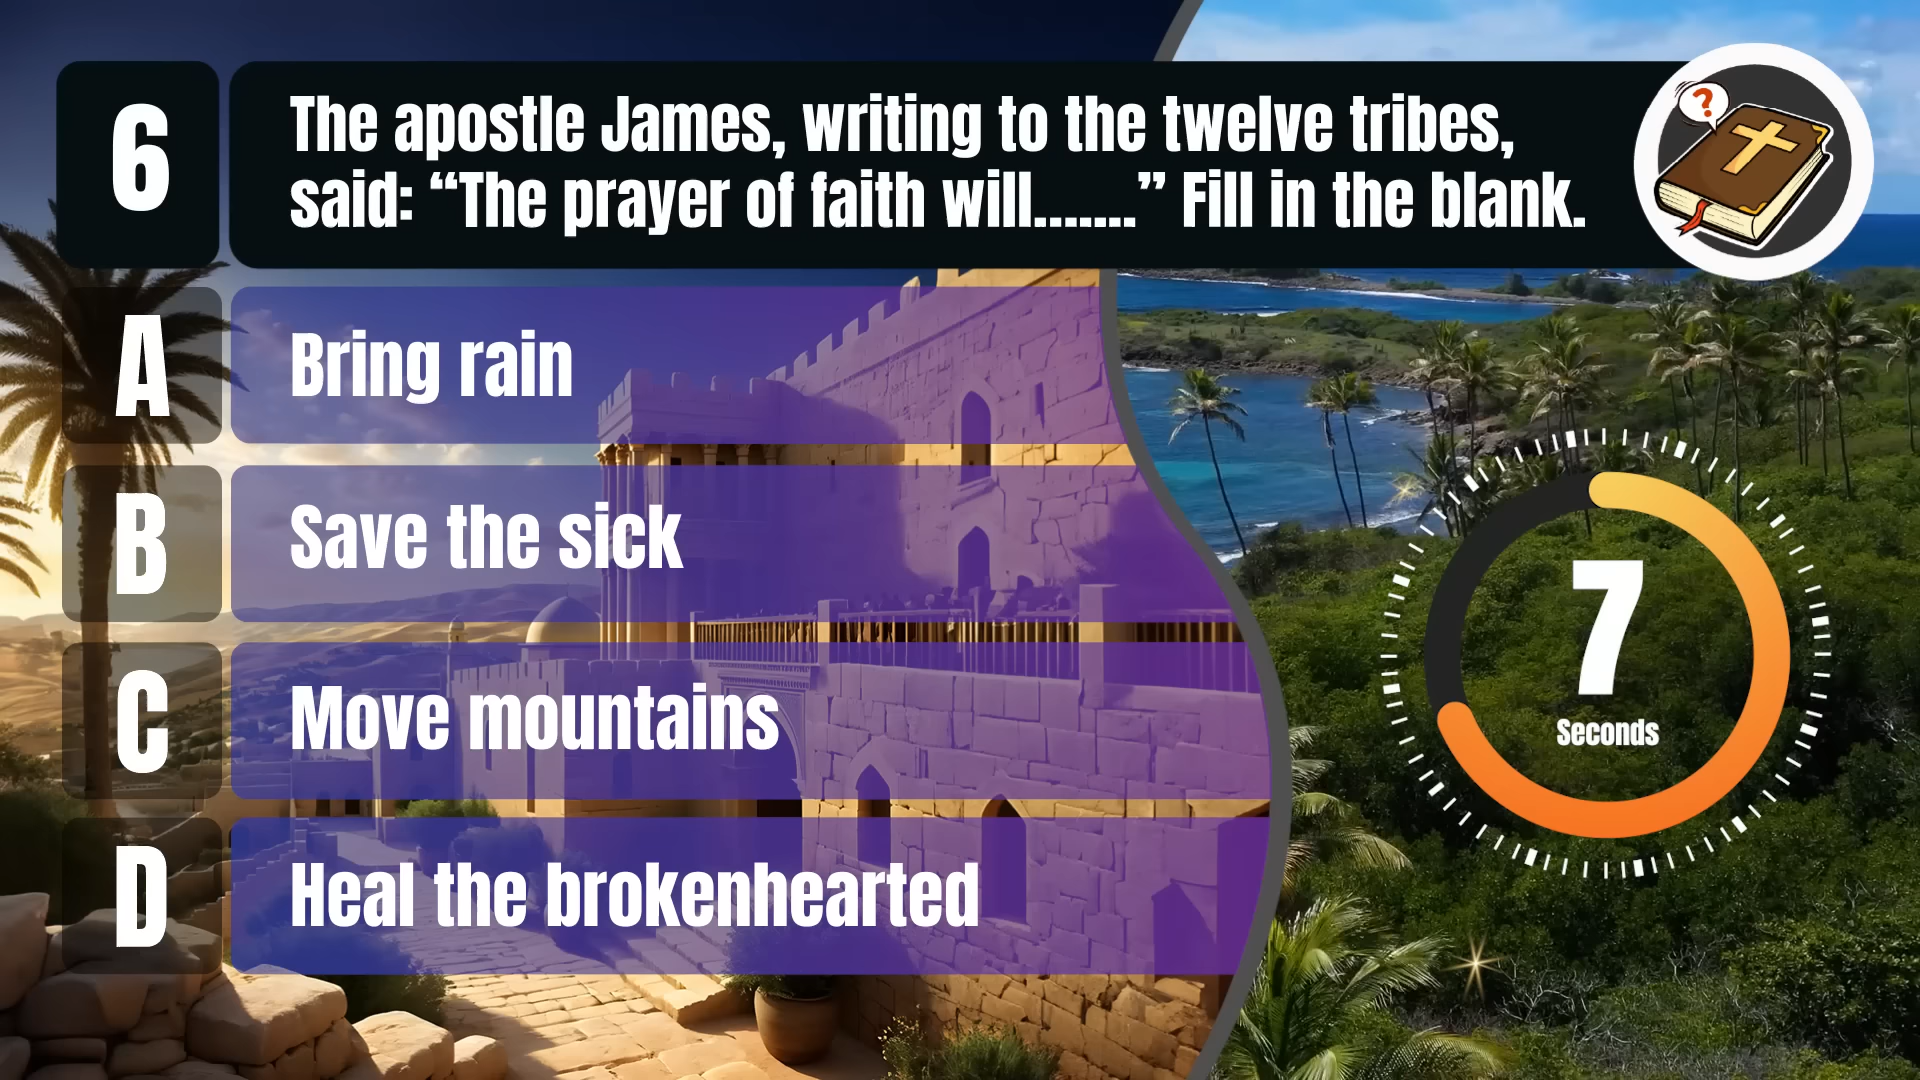 6
The apostle James, writing to the twelve tribes,
said: “The prayer of faith will.......” Fill in the blank.
?
A
Bring rain
B
Save the sick
C
Move mountains
D
Heal the brokenhearted
7
Seconds